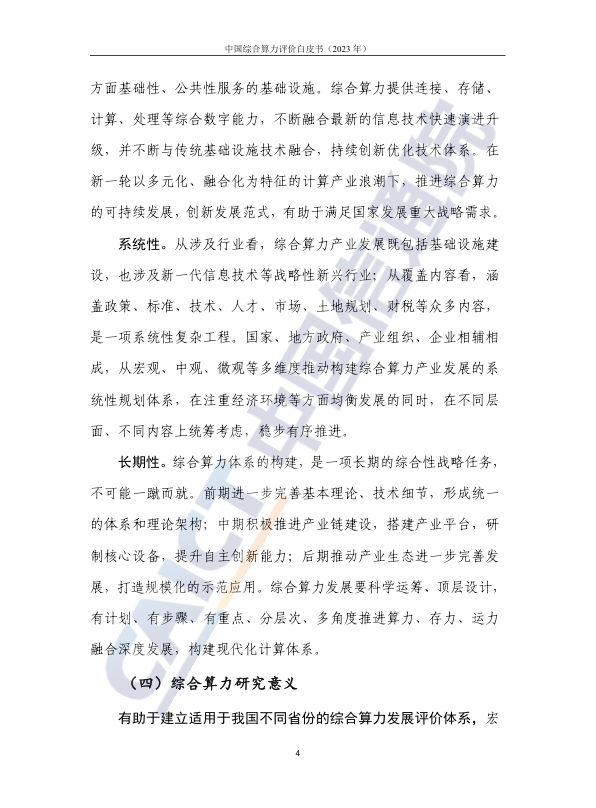 中国综合算力评价白皮书（2023 年）
方面基础性、公共性服务的基础设施。综合算力提供连接、存储、
计算、处理等综合数字能力，不断融合最新的信息技术快速演进升
级，并不断与传统基础设施技术融合，持续创新优化技术体系。在
新一轮以多元化、融合化为特征的计算产业浪潮下，推进综合算力
的可持续发展，创新发展范式，有助于满足国家发展重大战略需求。
系统性。从涉及行业看，综合算力产业发展既包括基础设施建
设，也涉及新一代信息技术等战略性新兴行业；从覆盖内容看，涵
盖政策、标准、技术、人才、市场、土地规划、财税等众多内容，
是一项系统性复杂工程。国家、地方政府、产业组织、企业相辅相
成，从宏观、中观、微观等多维度推动构建综合算力产业发展的系
统性规划体系，在注重经济环境等方面均衡发展的同时，在不同层
面、不同内容上统筹考虑，稳步有序推进。
长期性。综合算力体系的构建，是一项长期的综合性战略任务，
不可能一蹴而就。前期进一步完善基本理论、技术细节，形成统一
的体系和理论架构；中期积极推进产业链建设，搭建产业平台，研
制核心设备，提升自主创新能力；后期推动产业生态进一步完善发
展，打造规模化的示范应用。综合算力发展要科学运筹、顶层设计，
有计划、有步骤、有重点、分层次、多角度推进算力、存力、运力
融合深度发展，构建现代化计算体系。
（四）综合算力研究意义
有助于建立适用于我国不同省份的综合算力发展评价体系，宏
4
CAICT 中国信通院